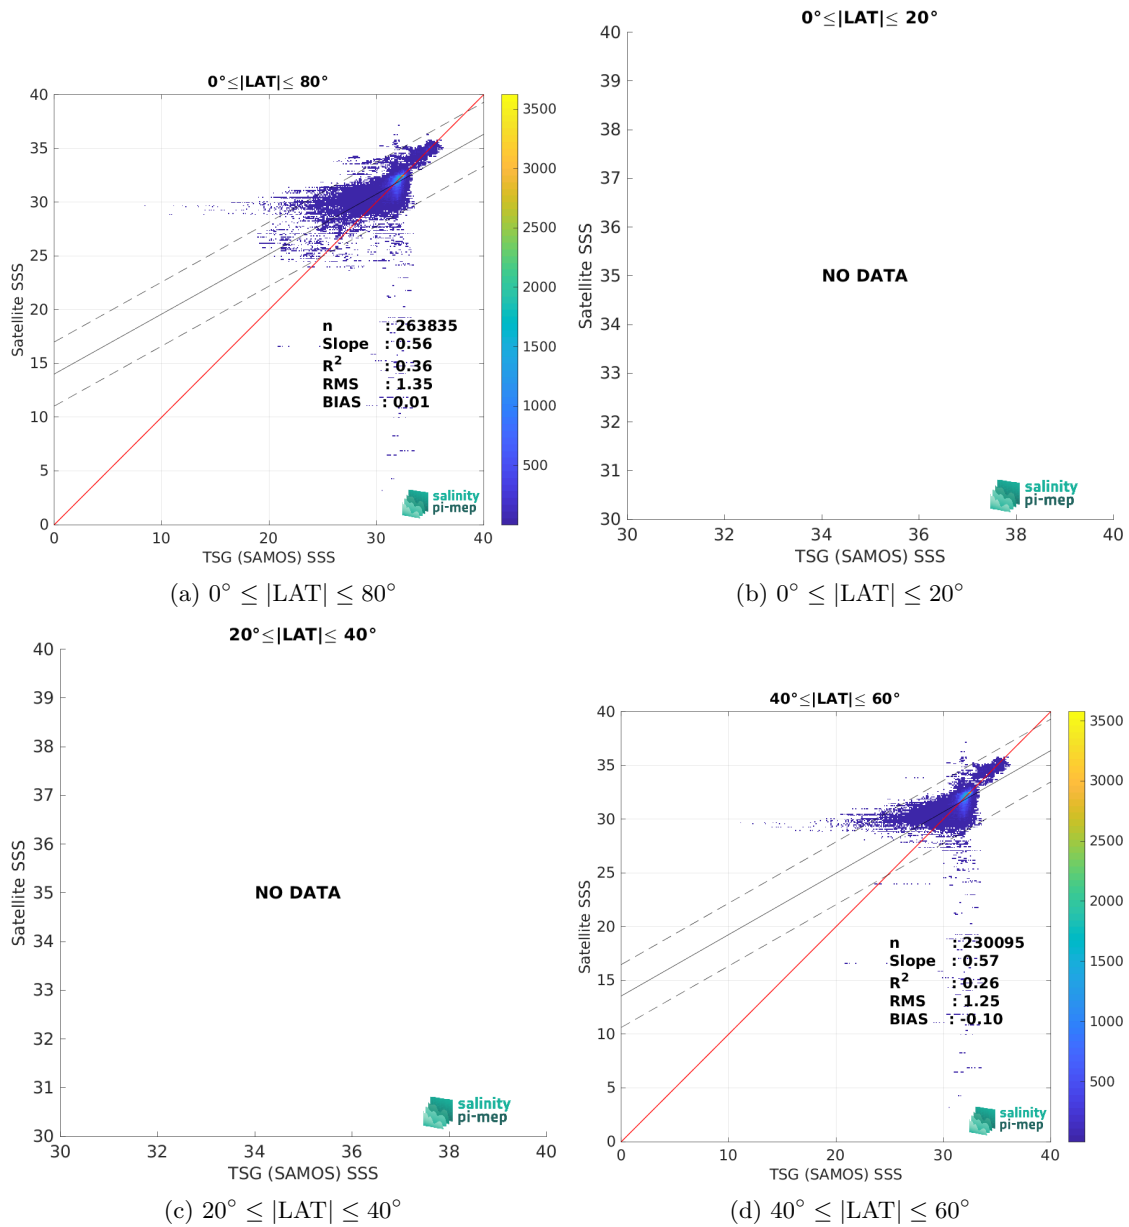 0°≤|LAT|≤ 80°
40
35
30
25
20
15
10
5
0
Satellite SSS
n : 263835
Slope : 0.56
R² : 0.36
RMS : 1.35
BIAS : 0.01
salinity
pi-mep
0 10 20 30 40
TSG (SAMOS) SSS
3500
3000
2500
2000
1500
1000
500
(a) 0° ≤ |LAT| ≤ 80°
0°≤|LAT|≤ 20°
40
39
38
37
36
35
34
33
32
31
30
Satellite SSS
NO DATA
salinity
pi-mep
30 32 34 36 38 40
TSG (SAMOS) SSS
(b) 0° ≤ |LAT| ≤ 20°
20°≤|LAT|≤ 40°
40
39
38
37
36
35
34
33
32
31
30
Satellite SSS
NO DATA
salinity
pi-mep
30 32 34 36 38 40
TSG (SAMOS) SSS
(c) 20° ≤ |LAT| ≤ 40°
40°≤|LAT|≤ 60°
40
35
30
25
20
15
10
5
0
Satellite SSS
n : 230095
Slope : 0.57
R² : 0.26
RMS : 1.25
BIAS : -0.10
salinity
pi-mep
0 10 20 30 40
TSG (SAMOS) SSS
3500
3000
2500
2000
1500
1000
500
(d) 40° ≤ |LAT| ≤ 60°